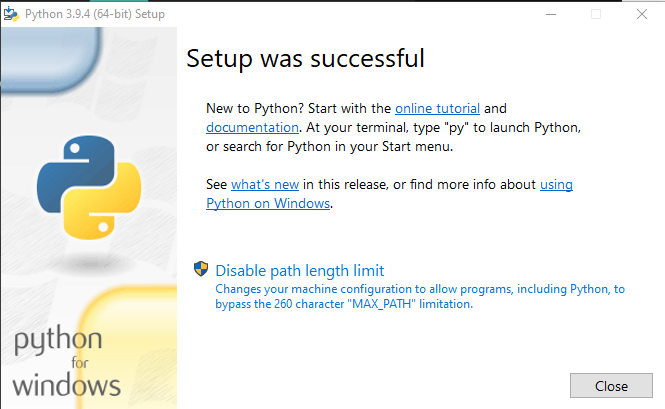 Python 3.9.4 (64-bit) Setup
Setup was successful
New to Python? Start with the online tutorial and
documentation. At your terminal, type "py" to launch Python,
or search for Python in your Start menu.
See what's new in this release, or find more info about using
Python on Windows.
Disable path length limit
Changes your machine configuration to allow programs, including Python, to
bypass the 260 character "MAX_PATH" limitation.
python
for
windows
Close